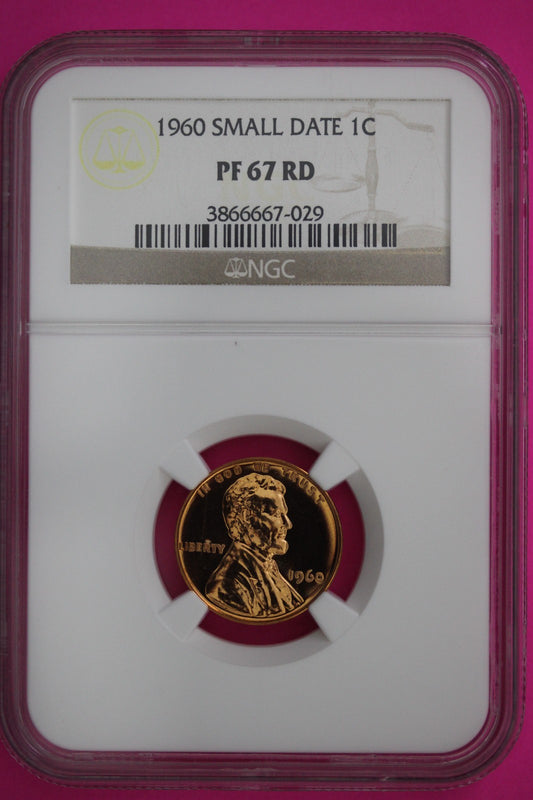 1960 SMALL DATE 1C
PF 67 RD
3866667-029
NGC
IN GOD WE TRUST
LIBERTY
1960